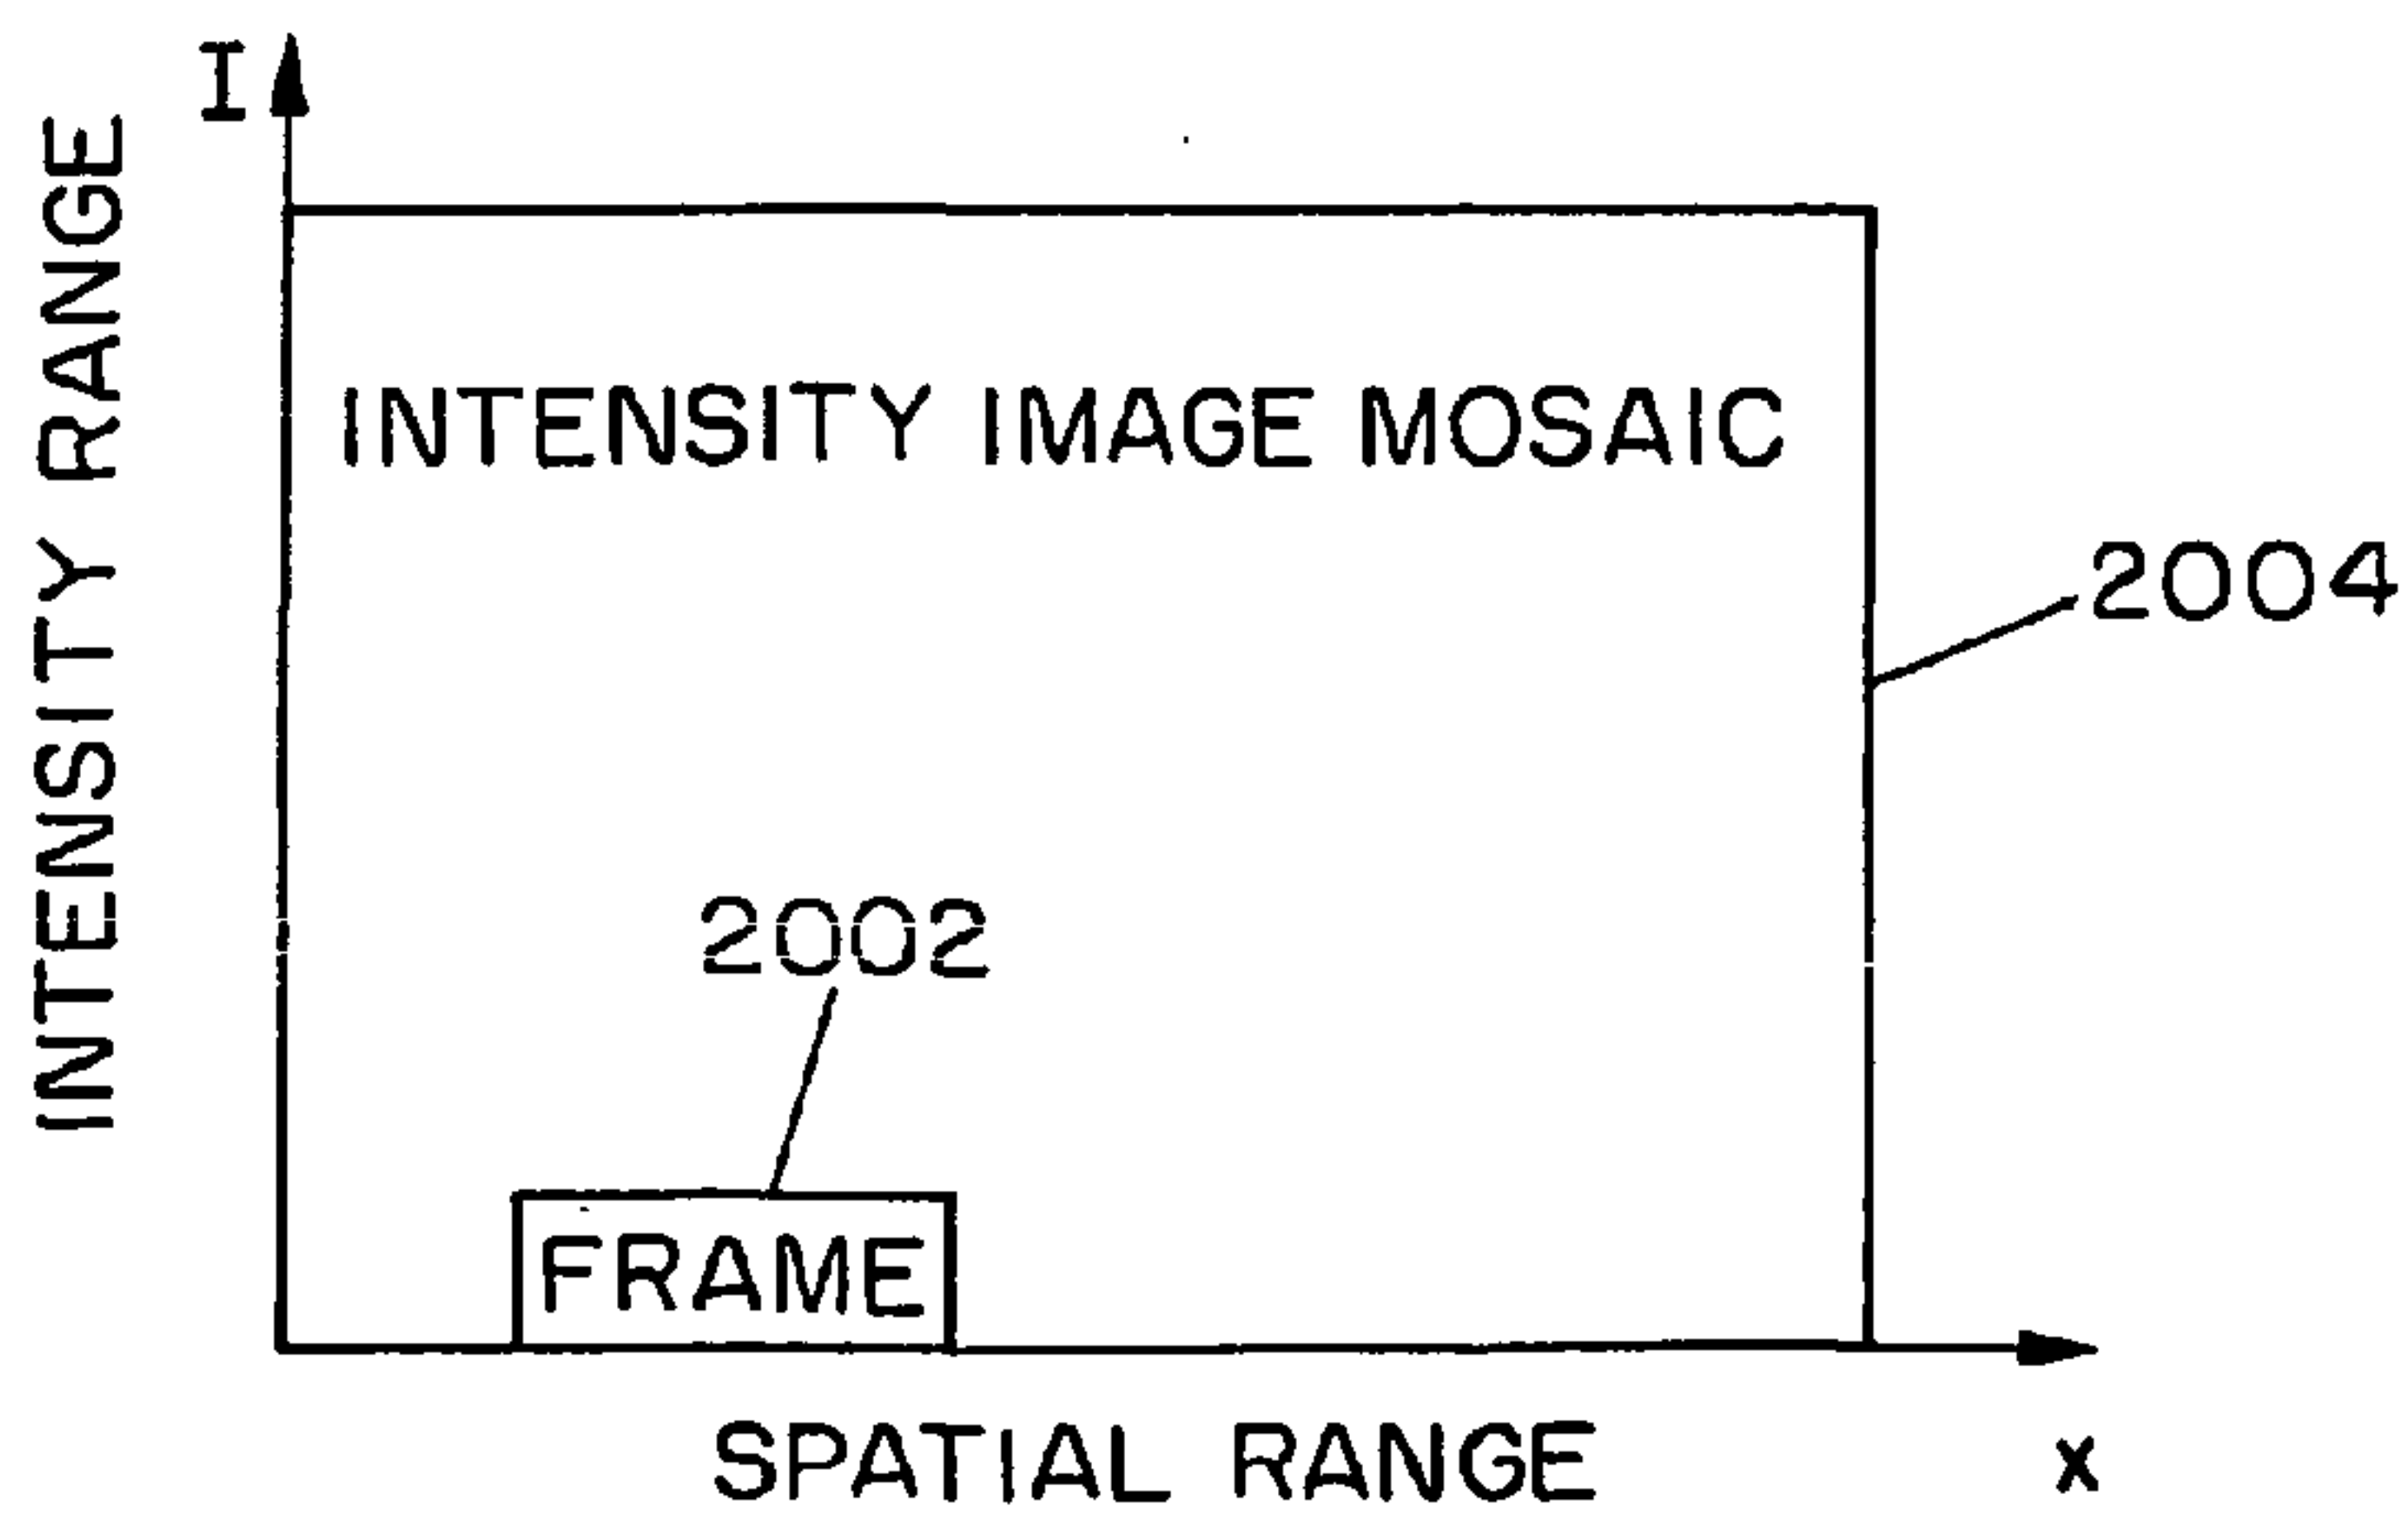 I
INTENSITY RANGE
INTENSITY IMAGE MOSAIC
2004
2002
FRAME
SPATIAL RANGE
x